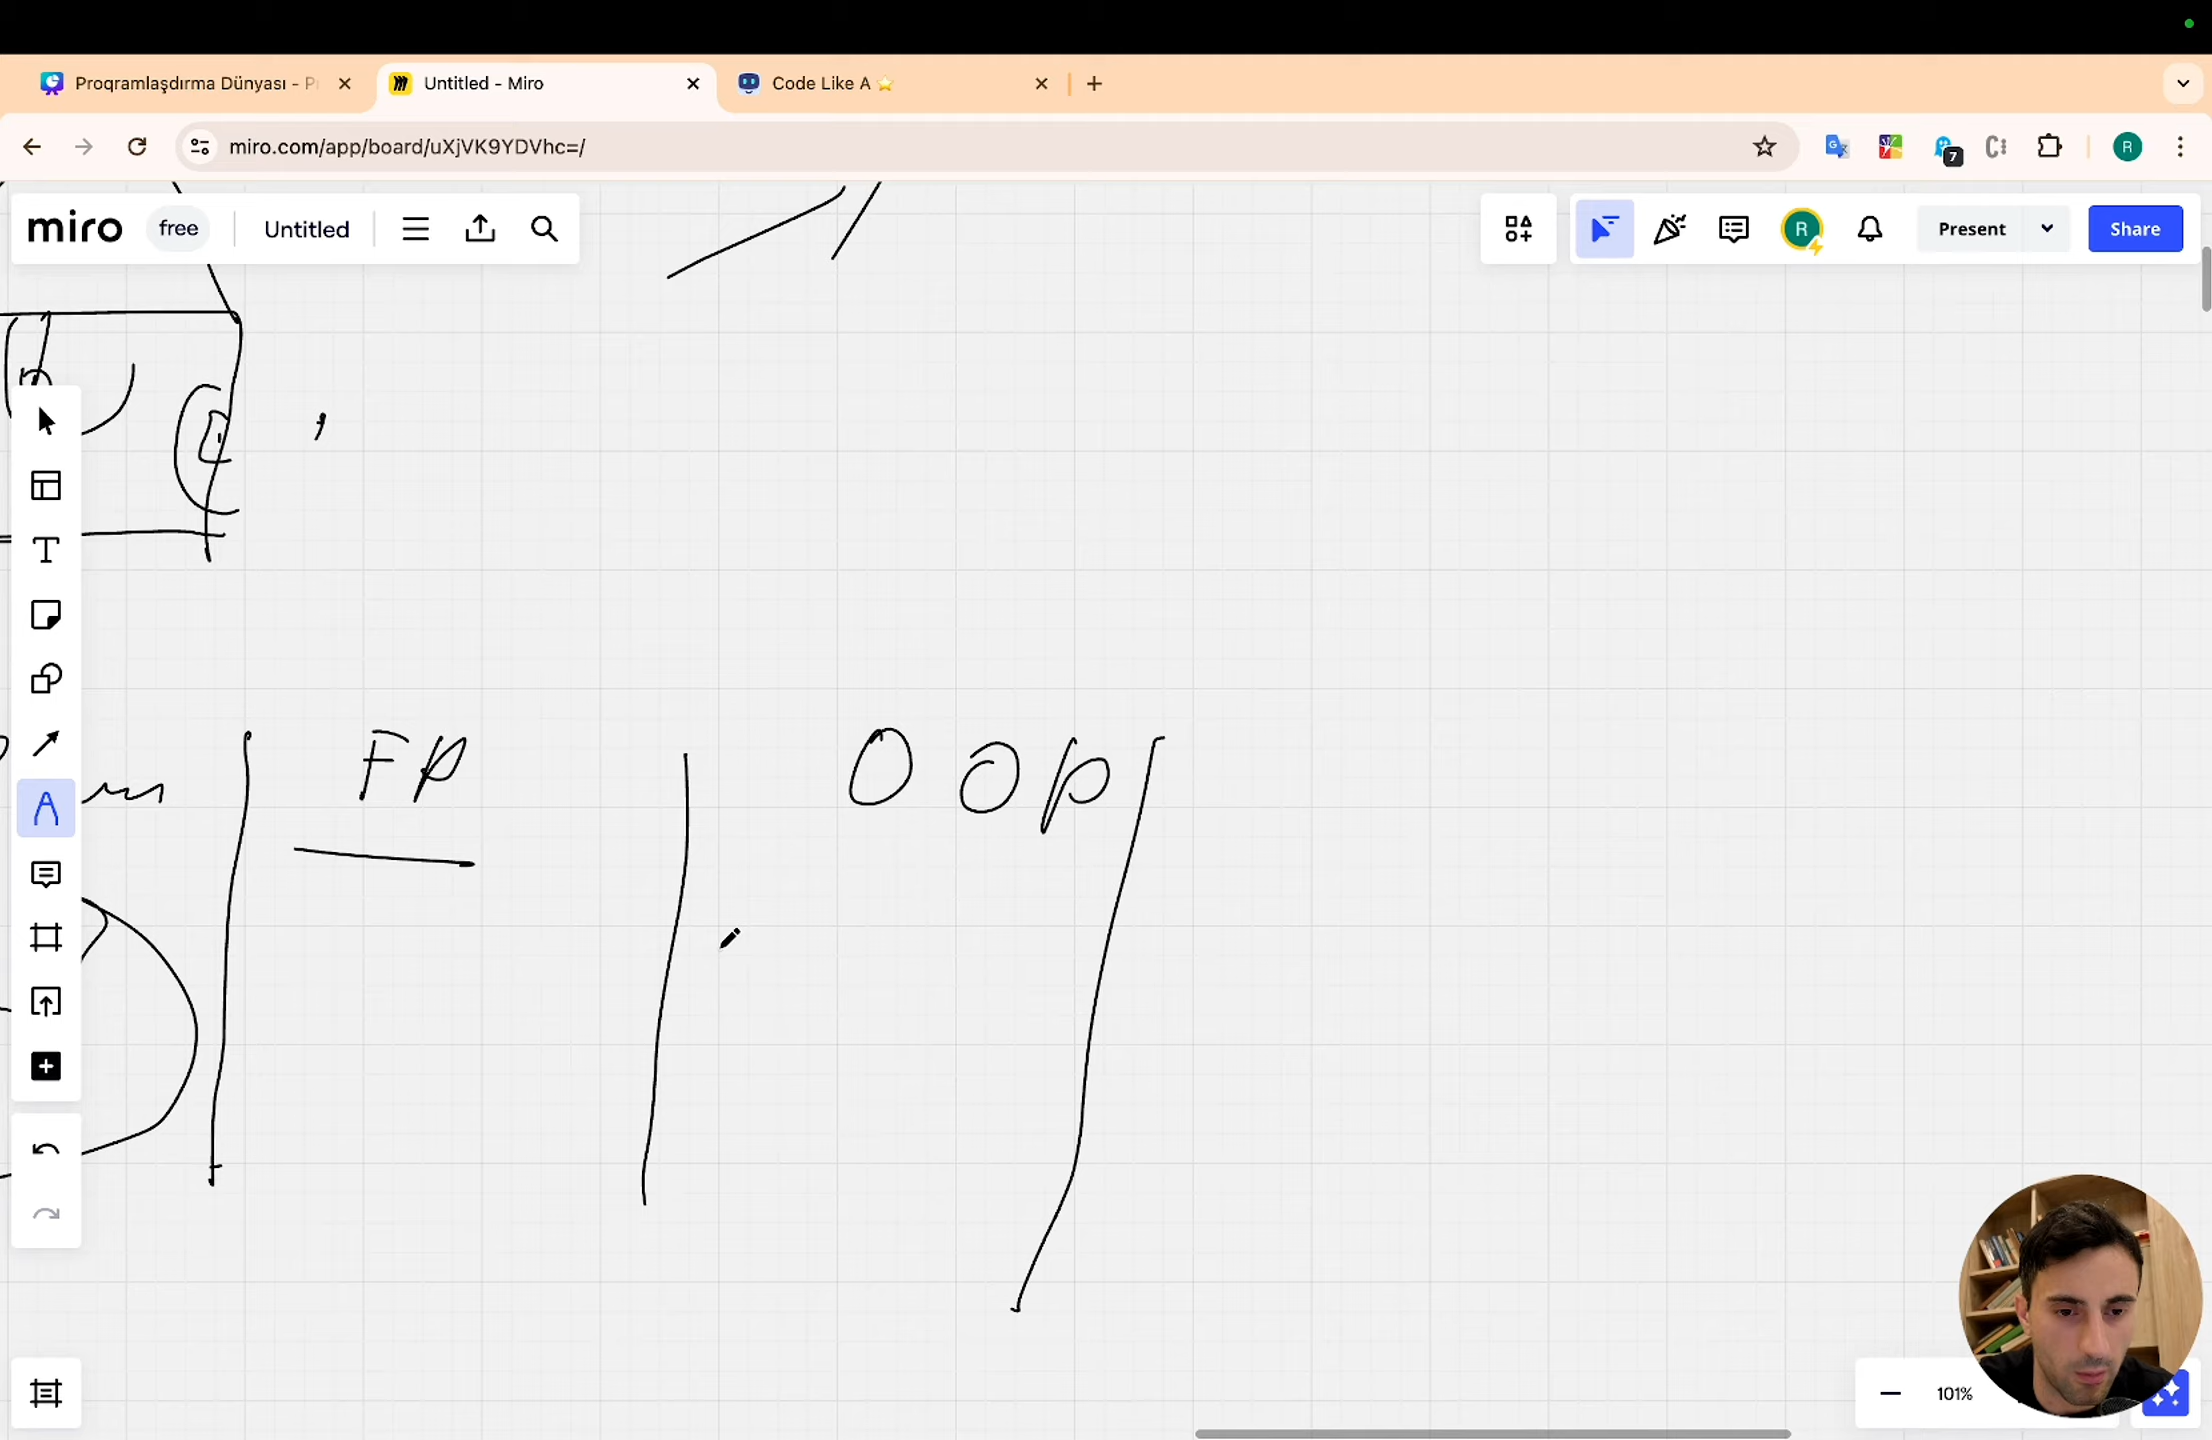 Proqramlaşdırma Dünyası - P
Untitled - Miro
Code Like A ⭐
miro.com/app/board/uXjVK9YDVhc=/
7
R
miro
free
Untitled
R
Present
Share
FP
OOP
101%